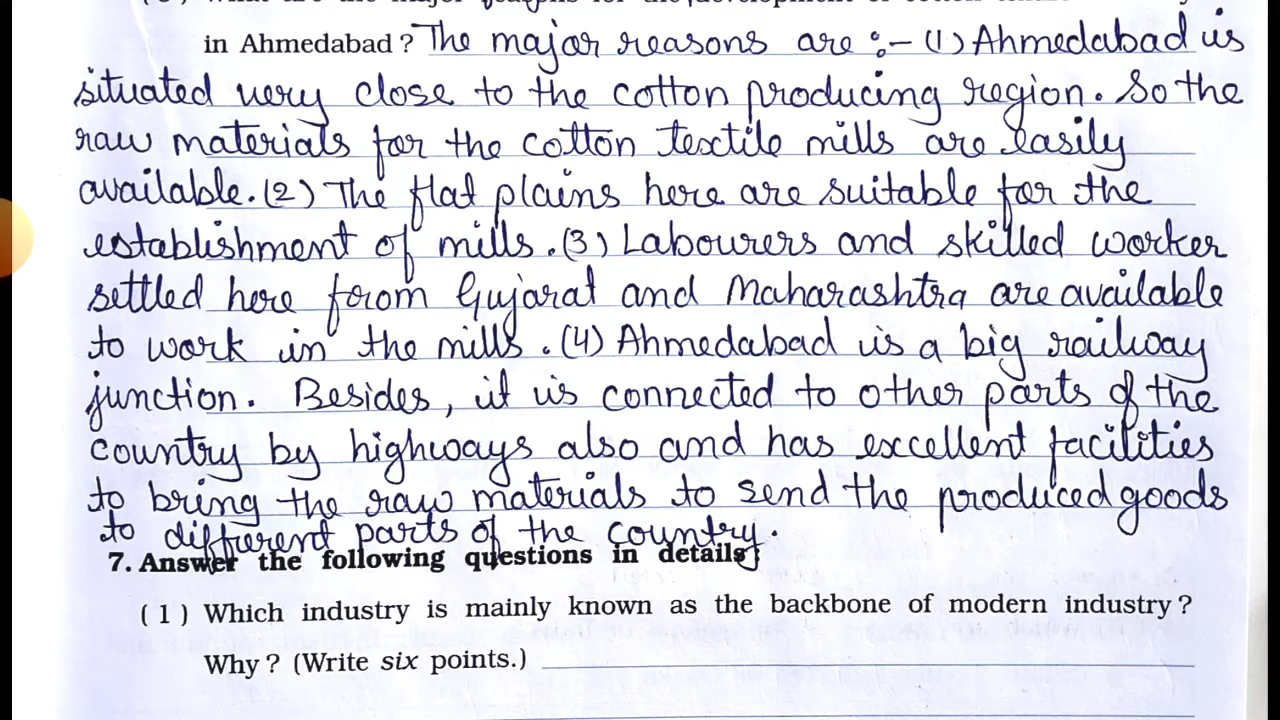 in Ahmedabad? The major reasons are :- (1) Ahmedabad is
situated very close to the cotton producing region. So the
raw materials for the cotton textile mills are easily
available. (2) The flat plains here are suitable for the
establishment of mills. (3) Labourers and skilled worker
settled here from Gujarat and Maharashtra are available
to work in the mills. (4) Ahmedabad is a big railway
junction. Besides, it is connected to other parts of the
country by highways also and has excellent facilities
to bring the raw materials to send the produced goods
to different parts of the country.
7. Answer the following questions in details:
(1) Which industry is mainly known as the backbone of modern industry?
Why? (Write six points.)